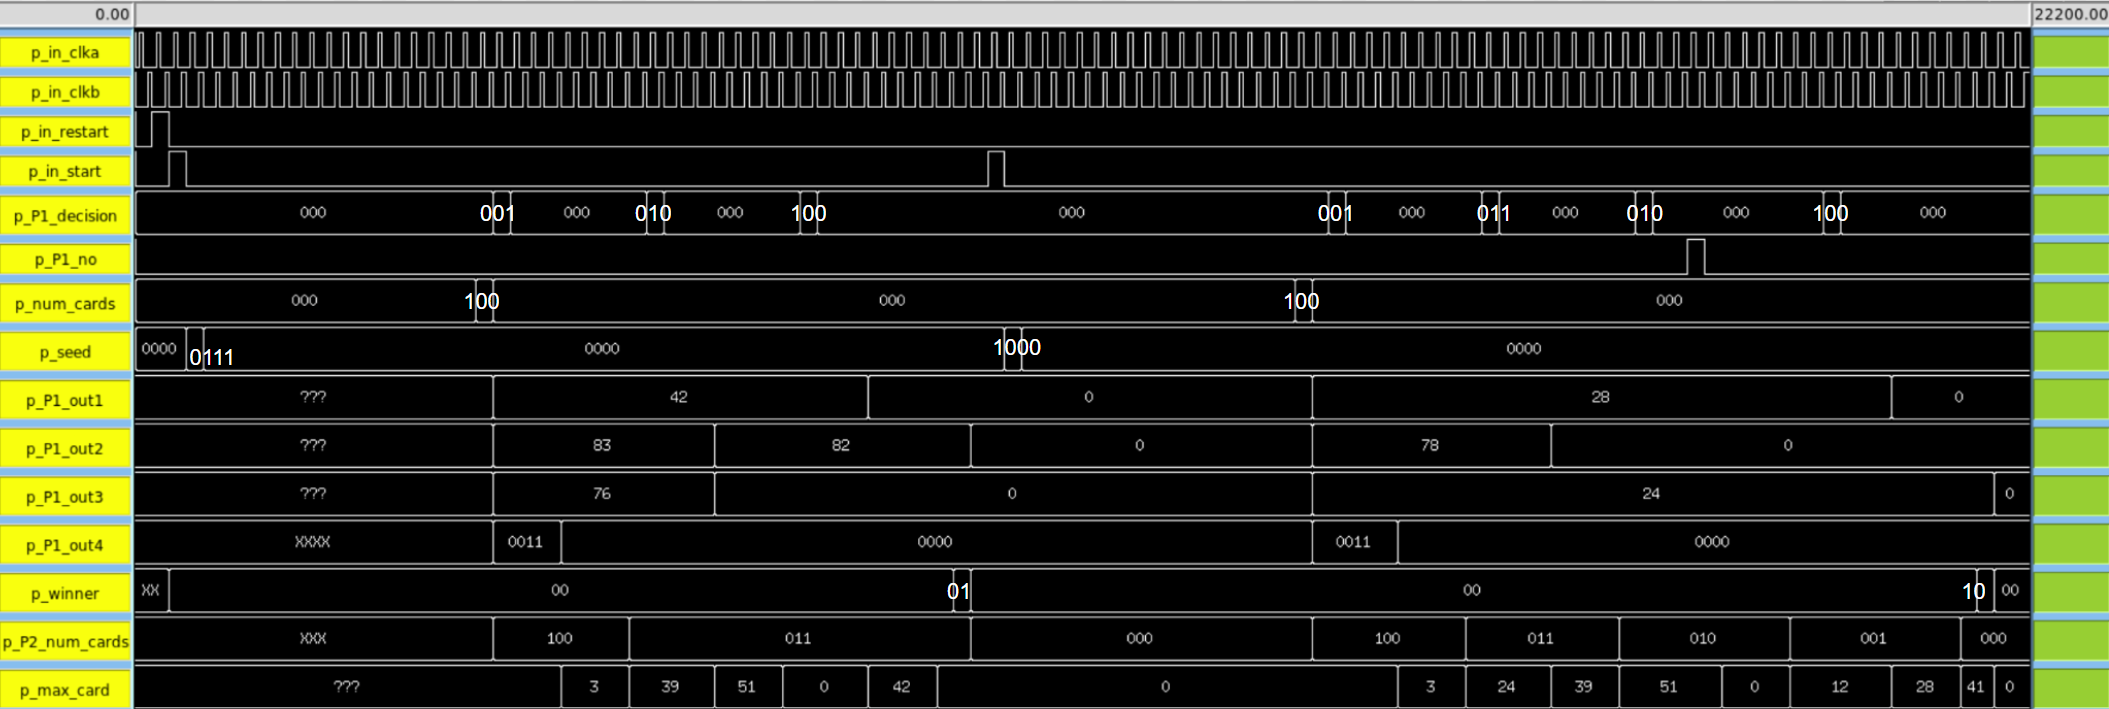 0.00 22200.00
p_in_clka
p_in_clkb
p_in_restart
p_in_start
p_P1_decision 000 001 000 010 000 100 000 001 000 011 000 010 000 100 000
p_P1_no
p_num_cards 000 100 000 100 000
p_seed 0000 0111 0000 1000 0000
p_P1_out1 ??? 42 0 28 0
p_P1_out2 ??? 83 82 0 78 0
p_P1_out3 ??? 76 0 24 0
p_P1_out4 XXXX 0011 0000 0011 0000
p_winner XX 00 01 00 10 00
p_P2_num_cards XXX 100 011 000 100 011 010 001 000
p_max_card ??? 3 39 51 0 42 0 3 24 39 51 0 12 28 41 0